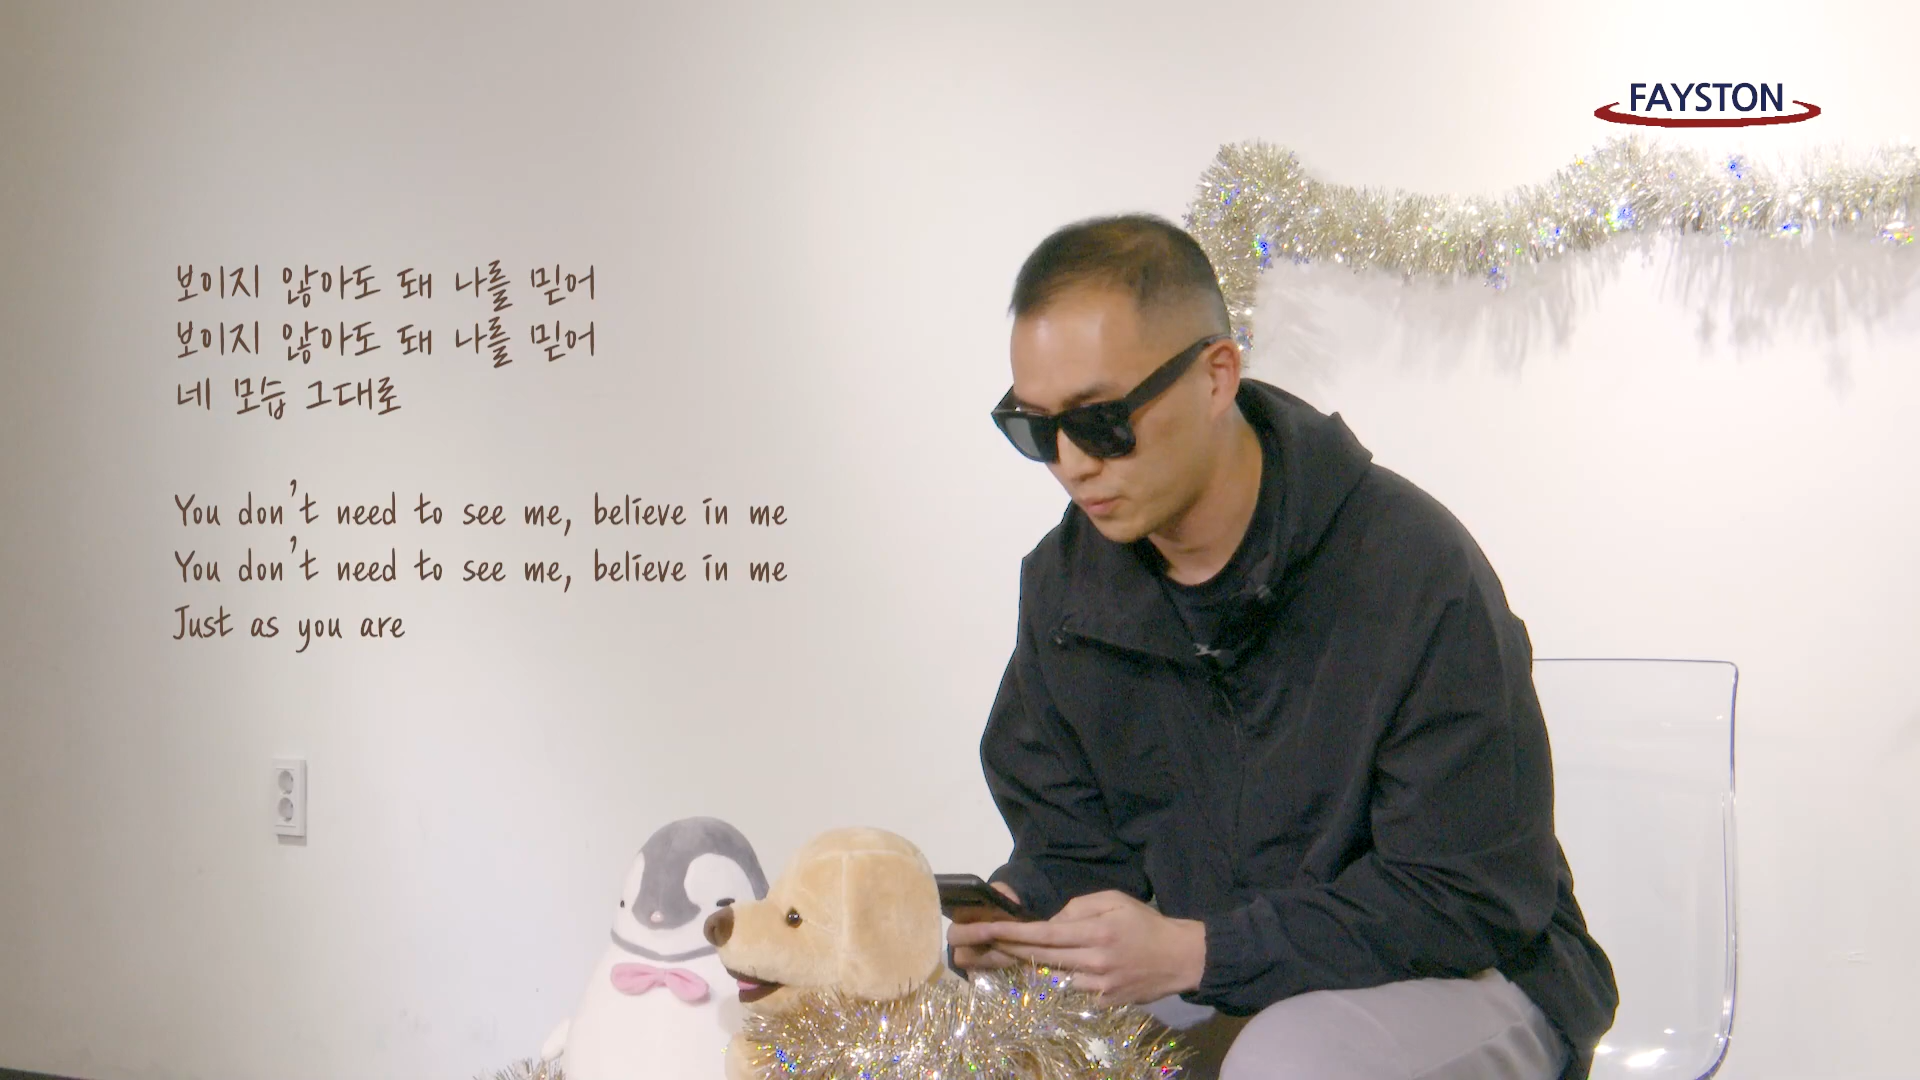 FAYSTON
보이지 않아도 돼 나를 믿어
보이지 않아도 돼 나를 믿어
네 모습 그대로
You don't need to see me, believe in me
You don't need to see me, believe in me
Just as you are